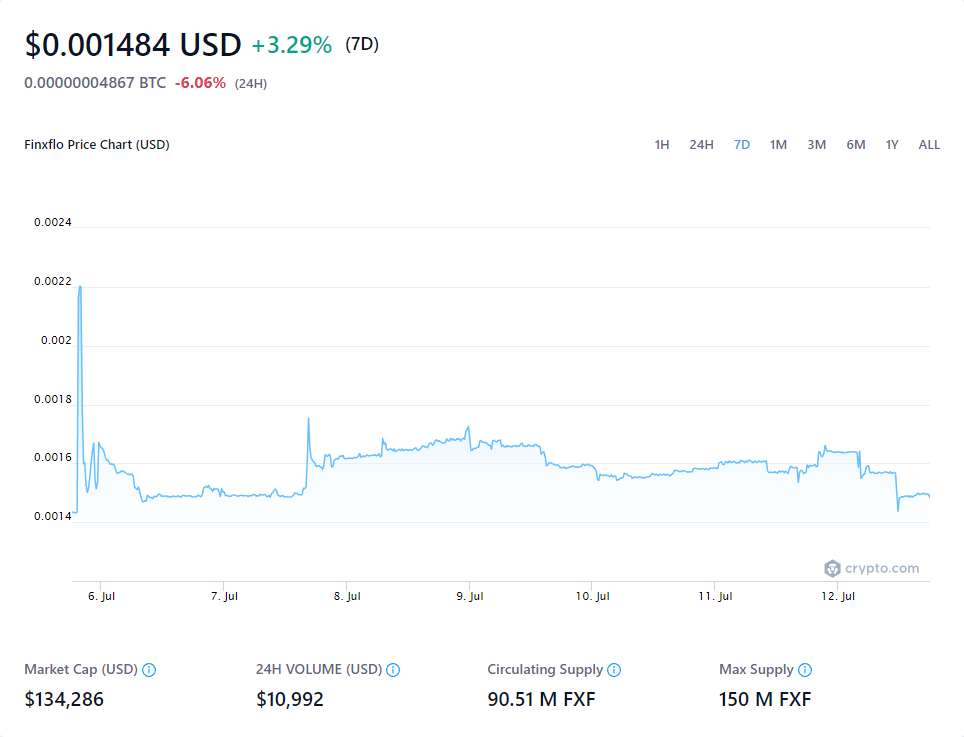 $0.001484 USD +3.29% (7D)
0.00000004867 BTC -6.06% (24H)
Finxflo Price Chart (USD) 1H 24H 7D 1M 3M 6M 1Y ALL
0.0024
0.0022
0.002
0.0018
0.0016
0.0014
crypto.com
6. Jul 7. Jul 8. Jul 9. Jul 10. Jul 11. Jul 12. Jul
Market Cap (USD) 24H VOLUME (USD) Circulating Supply Max Supply
$134,286 $10,992 90.51 M FXF 150 M FXF